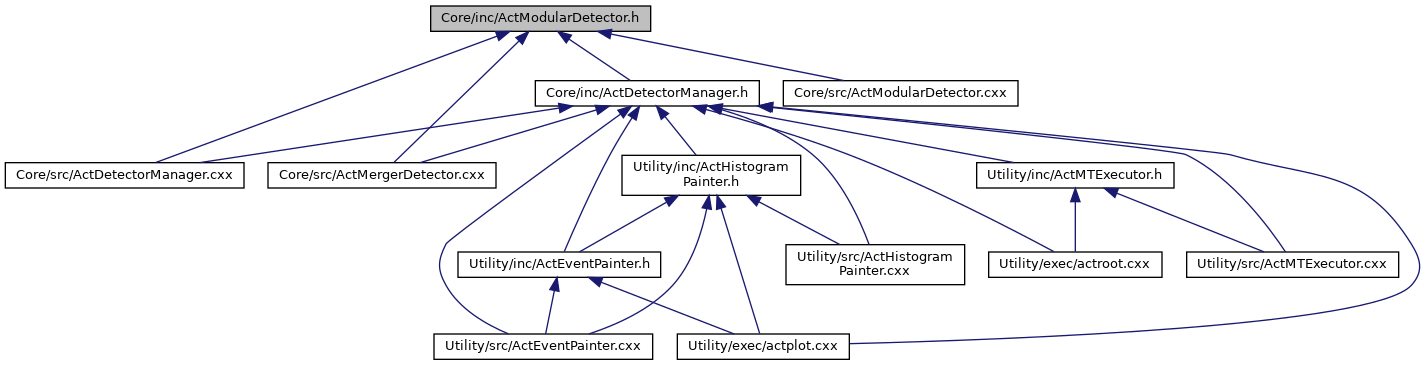 Core/inc/ActModularDetector.h
Core/inc/ActDetectorManager.h
Core/src/ActModularDetector.cxx
Core/src/ActDetectorManager.cxx
Core/src/ActMergerDetector.cxx
Utility/inc/ActHistogram
Painter.h
Utility/inc/ActMTExecutor.h
Utility/inc/ActEventPainter.h
Utility/src/ActHistogram
Painter.cxx
Utility/exec/actroot.cxx
Utility/src/ActMTExecutor.cxx
Utility/src/ActEventPainter.cxx
Utility/exec/actplot.cxx